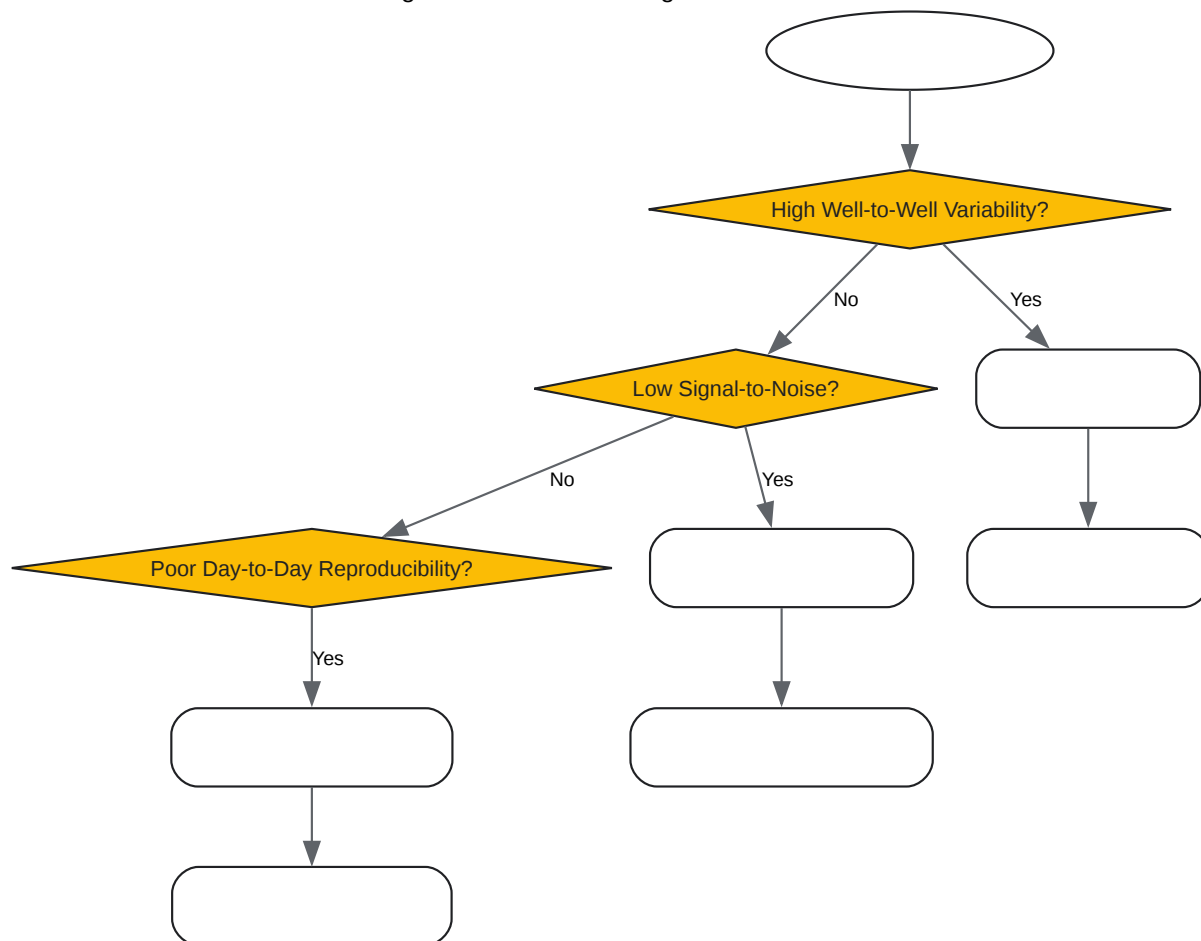 High Well-to-Well Variability?
No
Yes
Low Signal-to-Noise?
No
Yes
Poor Day-to-Day Reproducibility?
Yes